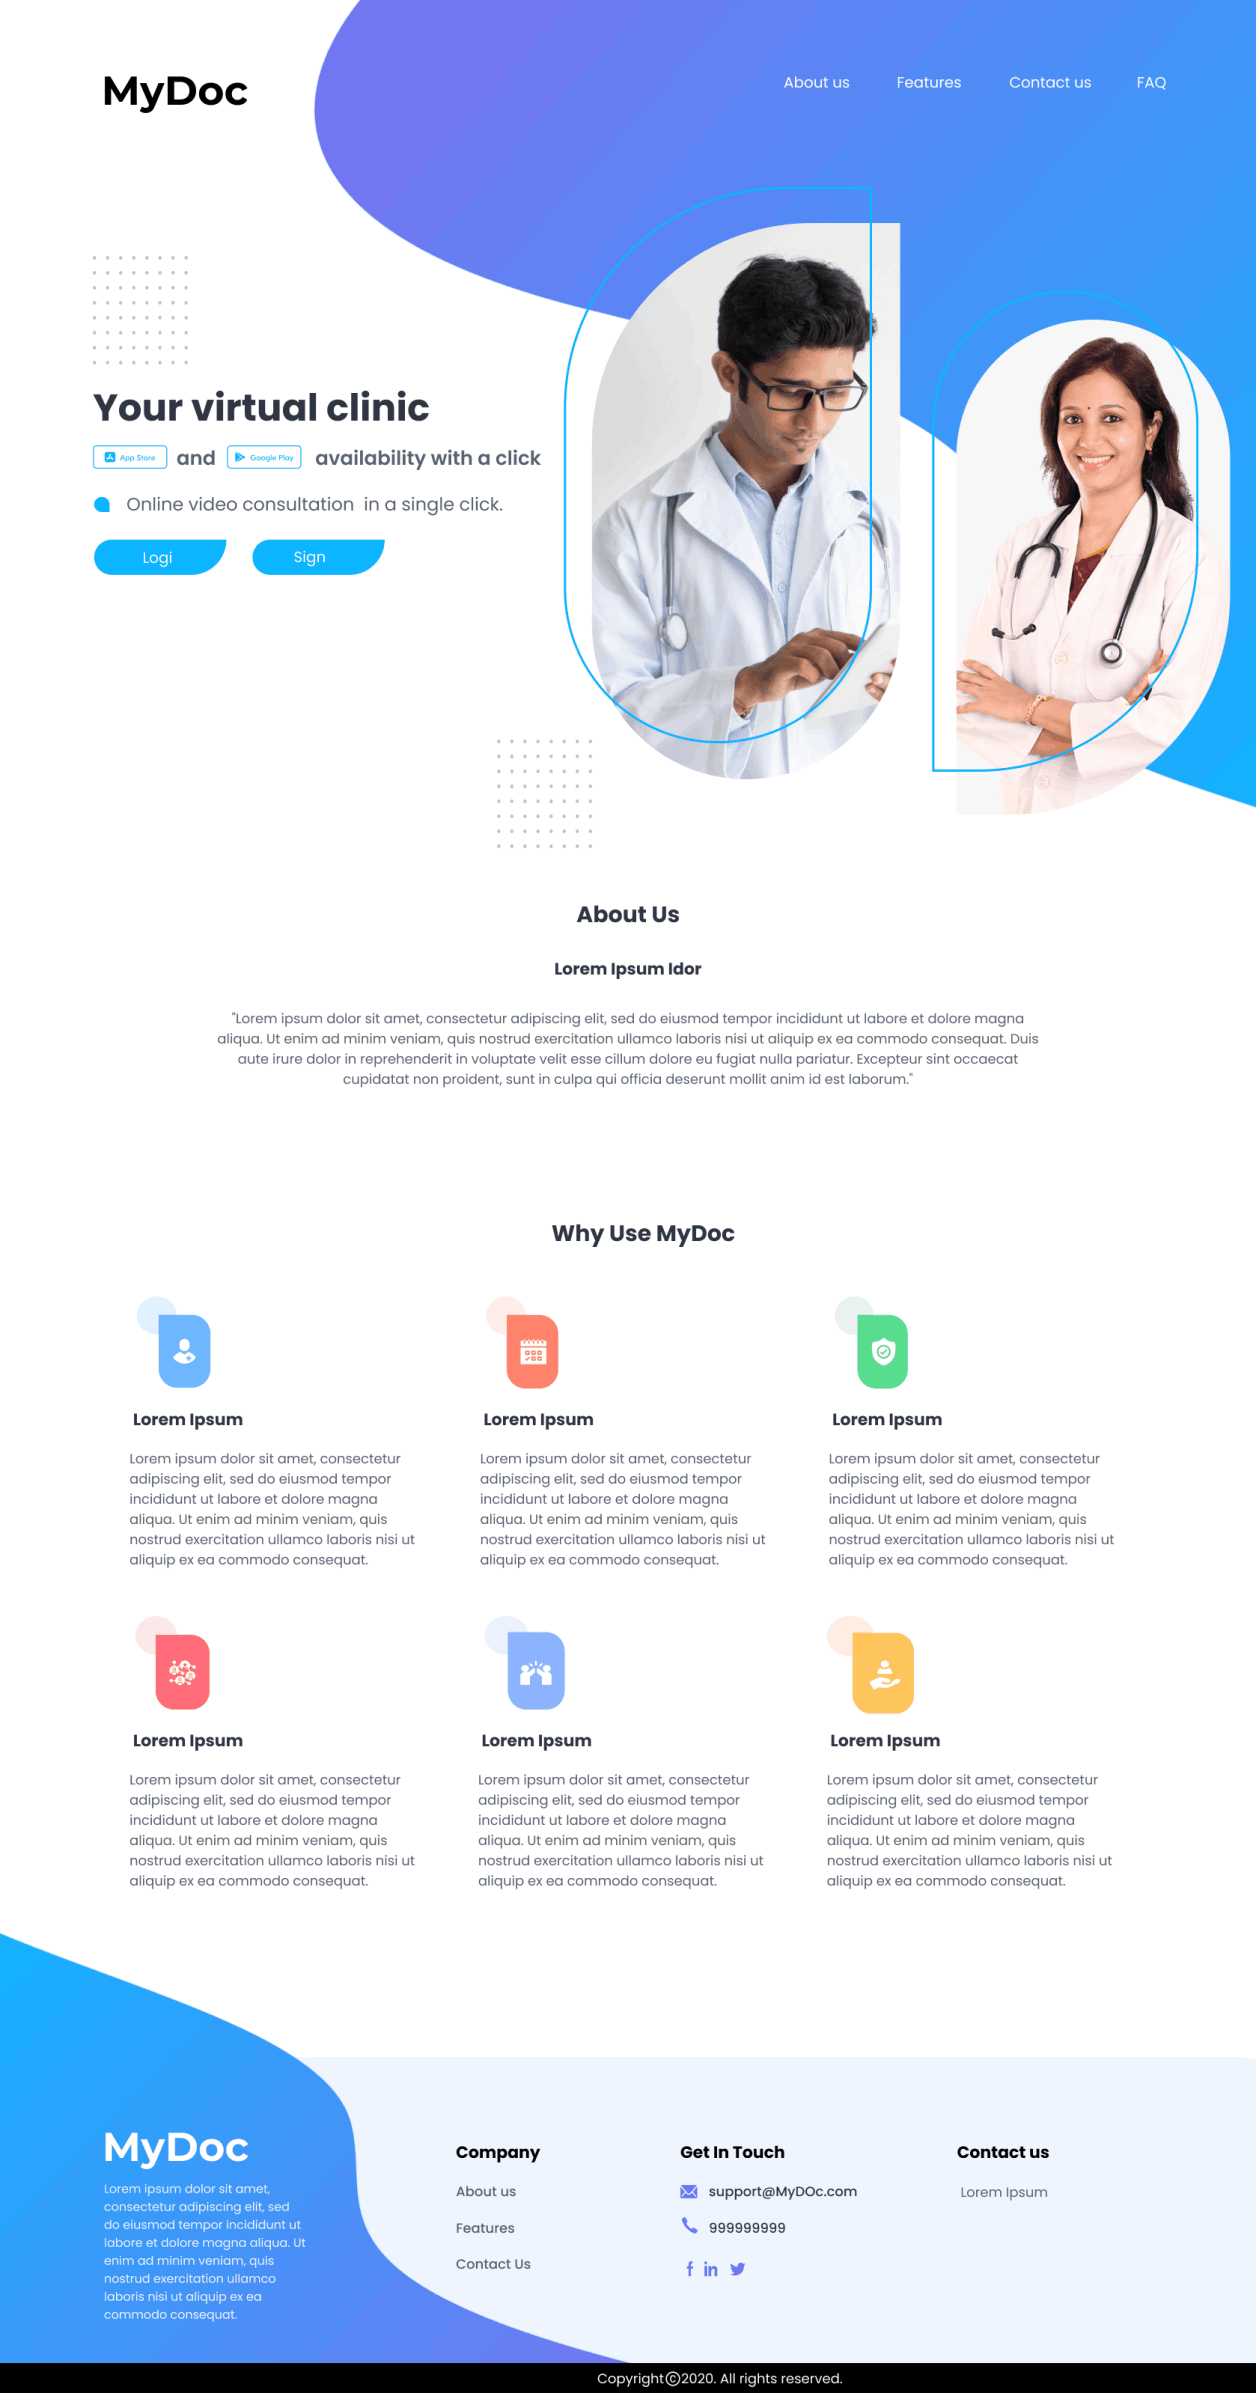 MyDoc
About us
Features
Contact us
FAQ
Your virtual clinic
App Store and Google Play availability with a click
Online video consultation in a single click.
Logi
Sign
About Us
Lorem Ipsum Idor
"Lorem ipsum dolor sit amet, consectetur adipiscing elit, sed do eiusmod tempor incididunt ut labore et dolore magna
aliqua. Ut enim ad minim veniam, quis nostrud exercitation ullamco laboris nisi ut aliquip ex ea commodo consequat. Duis
aute irure dolor in reprehenderit in voluptate velit esse cillum dolore eu fugiat nulla pariatur. Excepteur sint occaecat
cupidatat non proident, sunt in culpa qui officia deserunt mollit anim id est laborum."
Why Use MyDoc
Lorem Ipsum
Lorem ipsum dolor sit amet, consectetur
adipiscing elit, sed do eiusmod tempor
incididunt ut labore et dolore magna
aliqua. Ut enim ad minim veniam, quis
nostrud exercitation ullamco laboris nisi ut
aliquip ex ea commodo consequat.
Lorem Ipsum
Lorem ipsum dolor sit amet, consectetur
adipiscing elit, sed do eiusmod tempor
incididunt ut labore et dolore magna
aliqua. Ut enim ad minim veniam, quis
nostrud exercitation ullamco laboris nisi ut
aliquip ex ea commodo consequat.
Lorem Ipsum
Lorem ipsum dolor sit amet, consectetur
adipiscing elit, sed do eiusmod tempor
incididunt ut labore et dolore magna
aliqua. Ut enim ad minim veniam, quis
nostrud exercitation ullamco laboris nisi ut
aliquip ex ea commodo consequat.
Lorem Ipsum
Lorem ipsum dolor sit amet, consectetur
adipiscing elit, sed do eiusmod tempor
incididunt ut labore et dolore magna
aliqua. Ut enim ad minim veniam, quis
nostrud exercitation ullamco laboris nisi ut
aliquip ex ea commodo consequat.
Lorem Ipsum
Lorem ipsum dolor sit amet, consectetur
adipiscing elit, sed do eiusmod tempor
incididunt ut labore et dolore magna
aliqua. Ut enim ad minim veniam, quis
nostrud exercitation ullamco laboris nisi ut
aliquip ex ea commodo consequat.
Lorem Ipsum
Lorem ipsum dolor sit amet, consectetur
adipiscing elit, sed do eiusmod tempor
incididunt ut labore et dolore magna
aliqua. Ut enim ad minim veniam, quis
nostrud exercitation ullamco laboris nisi ut
aliquip ex ea commodo consequat.
MyDoc
Lorem ipsum dolor sit amet,
consectetur adipiscing elit, sed
do eiusmod tempor incididunt ut
labore et dolore magna aliqua. Ut
enim ad minim veniam, quis
nostrud exercitation ullamco
laboris nisi ut aliquip ex ea
commodo consequat.
Company
About us
Features
Contact Us
Get In Touch
support@MyDOc.com
999999999
Contact us
Lorem Ipsum
Copyright©2020. All rights reserved.